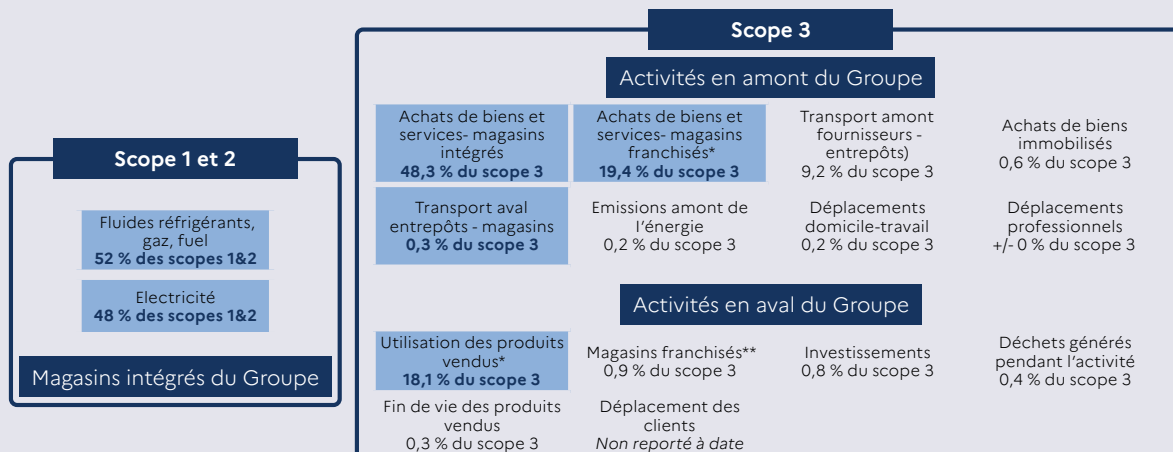 Scope 1 et 2
Fluides réfrigérants,
gaz, fuel
52 % des scopes 1&2
Electricité
48 % des scopes 1&2
Magasins intégrés du Groupe
Scope 3
Activités en amont du Groupe
Achats de biens et
services- magasins
intégrés
48,3 % du scope 3
Achats de biens et
services- magasins
franchisés*
19,4 % du scope 3
Transport amont
fournisseurs -
entrepôts)
9,2 % du scope 3
Achats de biens
immobilisés
0,6 % du scope 3
Transport aval
entrepôts - magasins
0,3 % du scope 3
Emissions amont de
l'énergie
0,2 % du scope 3
Déplacements
domicile-travail
0,2 % du scope 3
Déplacements
professionnels
+/- 0 % du scope 3
Activités en aval du Groupe
Utilisation des produits
vendus*
18,1 % du scope 3
Magasins franchisés**
0,9 % du scope 3
Investissements
0,8 % du scope 3
Déchets générés
pendant l'activité
0,4 % du scope 3
Fin de vie des produits
vendus
0,3 % du scope 3
Déplacement des
clients
Non reporté à date